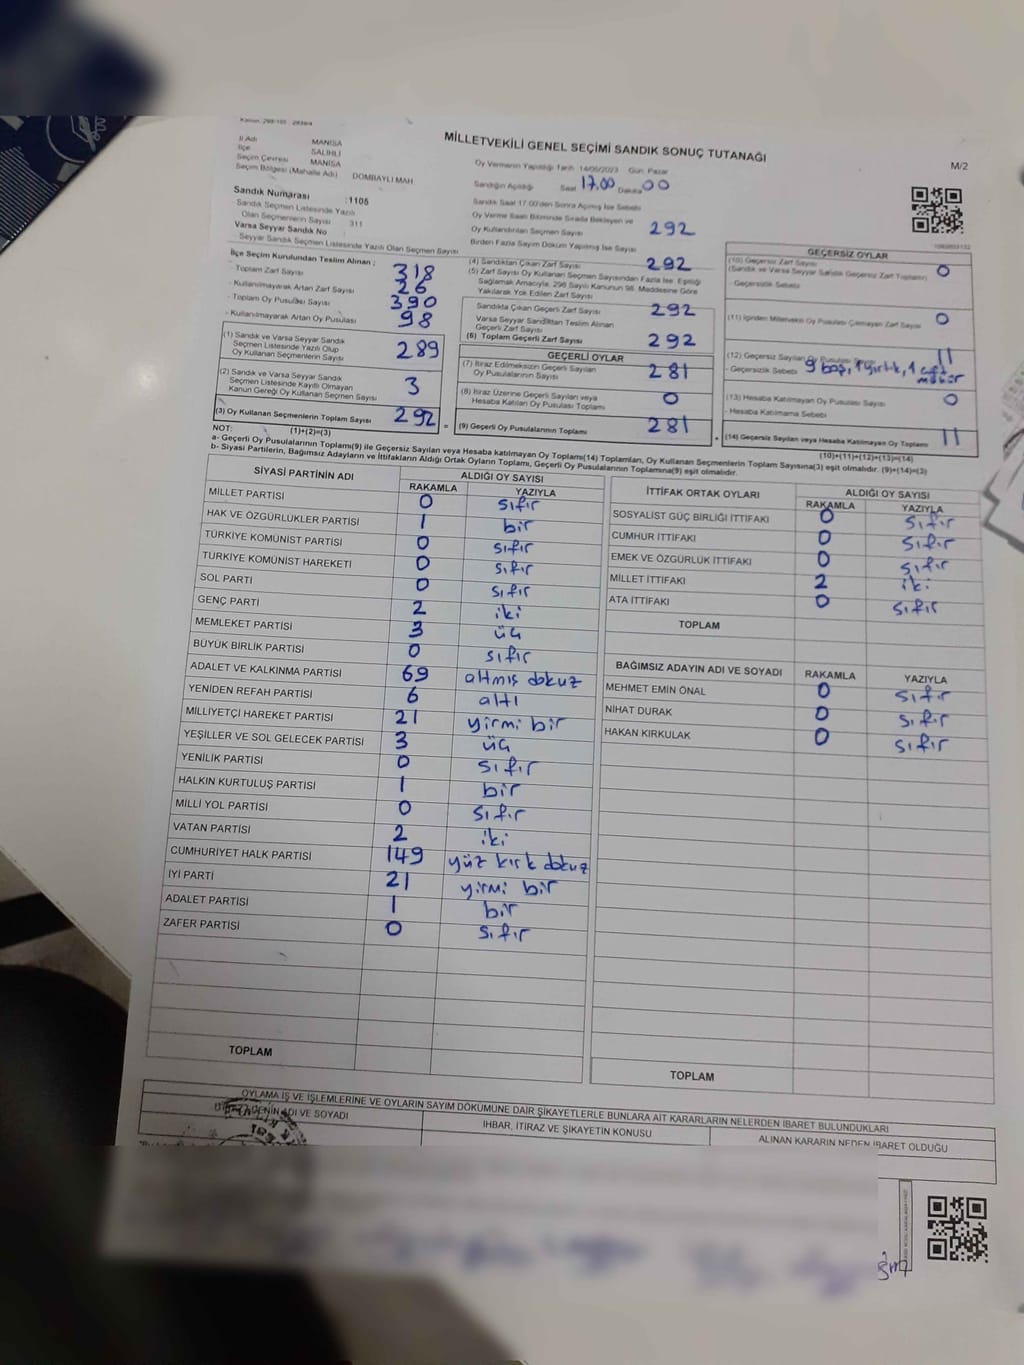 MİLLETVEKİLİ GENEL SEÇİMİ SANDIK SONUÇ TUTANAĞI
M/2
İl Adı : MANİSA
İlçe : SALİHLİ
Seçim Çevresi : MANİSA
Seçim Bölgesi (Mahalle Adı) DOMBAYLI MAH
Sandık Numarası :1105
Sandık Seçmen Listesinde Yazılı
Olan Seçmenlerin Sayısı : 311
Varsa Seyyar Sandık No
Seyyar Sandık Seçmen Listesinde Yazılı Olan Seçmen Sayısı
Oy Vermenin Yapıldığı Tarih 14/05/2023 Gün: Pazar
Sandığın Açıldığı Saat 17.00 Dakika 00
Sandık Saat 17:00'den Sonra Açılmış İse Sebebi
Oy Verme Saati Bitiminde Sırada Bekleyen ve
Oy Kullandırılan Seçmen Sayısı 292
Birden Fazla Sayım Döküm Yapılmış İse Sayısı
İlçe Seçim Kurulundan Teslim Alınan ;
- Toplam Zarf Sayısı 318
- Kullanılmayarak Artan Zarf Sayısı 26
- Toplam Oy Pusulası Sayısı 390
- Kullanılmayarak Artan Oy Pusulası 98
(1) Sandık ve Varsa Seyyar Sandık
Seçmen Listesinde Yazılı Olup
Oy Kullanan Seçmenlerin Sayısı 289
(2) Sandık ve Varsa Seyyar Sandık
Seçmen Listesinde Kayıtlı Olmayan
Kanun Gereği Oy Kullanan Seçmen Sayısı 3
(3) Oy Kullanan Seçmenlerin Toplam Sayısı 292
(1)+(2)=(3)
(4) Sandıktan Çıkan Zarf Sayısı 292
(5) Zarf Sayısı Oy Kullanan Seçmen Sayısından Fazla İse Eşitliği
Sağlamak Amacıyla, 298 Sayılı Kanunun 98. Maddesine Göre
Yakılarak Yok Edilen Zarf Sayısı
Sandıkta Çıkan Geçerli Zarf Sayısı 292
Varsa Seyyar Sandıktan Teslim Alınan
Geçerli Zarf Sayısı
(6) Toplam Geçerli Zarf Sayısı 292
GEÇERLİ OYLAR
(7) İtiraz Edilmeksizin Geçerli Sayılan
Oy Pusulalarının Sayısı 281
(8) İtiraz Üzerine Geçerli Sayılan veya
Hesaba Katılan Oy Pusulası Toplamı 0
(9) Geçerli Oy Pusulalarının Toplamı 281
GEÇERSİZ OYLAR
(10) Geçersiz Zarf Sayısı 0
(Sandık ve Varsa Seyyar Sandık Geçersiz Zarf Toplamı)
- Geçersizlik Sebebi
(11) İçinden Milletvekili Oy Pusulası Çıkmayan Zarf Sayısı 0
(12) Geçersiz Sayılan Oy Pusulası Sayısı 11
- Geçersizlik Sebebi 9 boş, 1 yırtık, 1 çift
mühür
(13) Hesaba Katılmayan Oy Pusulası Sayısı 0
- Hesaba Katılmama Sebebi
(14) Geçersiz Sayılan veya Hesaba Katılmayan Oy Toplamı 11
(10)+(11)+(12)+(13)=(14)
NOT:
a- Geçerli Oy Pusulalarının Toplamı(9) ile Geçersiz Sayılan veya Hesaba katılmayan Oy Toplamı(14) Toplamları, Oy Kullanan Seçmenlerin Toplam Sayısına(3) eşit olmalıdır. (9)+(14)=(3)
b- Siyasi Partilerin, Bağımsız Adayların ve İttifakların Aldığı Ortak Oyların Toplamı, Geçerli Oy Pusulalarının Toplamına(9) eşit olmalıdır.
SİYASİ PARTİNİN ADI ALDIĞI OY SAYISI
RAKAMLA YAZIYLA
MİLLET PARTİSİ 0 sıfır
HAK VE ÖZGÜRLÜKLER PARTİSİ 1 bir
TÜRKİYE KOMÜNİST PARTİSİ 0 sıfır
TÜRKİYE KOMÜNİST HAREKETİ 0 sıfır
SOL PARTİ 0 sıfır
GENÇ PARTİ 2 iki
MEMLEKET PARTİSİ 3 üç
BÜYÜK BİRLİK PARTİSİ 0 sıfır
ADALET VE KALKINMA PARTİSİ 69 altmış dokuz
YENİDEN REFAH PARTİSİ 6 altı
MİLLİYETÇİ HAREKET PARTİSİ 21 yirmi bir
YEŞİLLER VE SOL GELECEK PARTİSİ 3 üç
YENİLİK PARTİSİ 0 sıfır
HALKIN KURTULUŞ PARTİSİ 1 bir
MİLLİ YOL PARTİSİ 0 sıfır
VATAN PARTİSİ 2 iki
CUMHURİYET HALK PARTİSİ 149 yüz kırk dokuz
İYİ PARTİ 21 yirmi bir
ADALET PARTİSİ 1 bir
ZAFER PARTİSİ 0 sıfır
TOPLAM
İTTİFAK ORTAK OYLARI ALDIĞI OY SAYISI
RAKAMLA YAZIYLA
SOSYALİST GÜÇ BİRLİĞİ İTTİFAKI 0 sıfır
CUMHUR İTTİFAKI 0 sıfır
EMEK VE ÖZGÜRLÜK İTTİFAKI 0 sıfır
MİLLET İTTİFAKI 2 iki
ATA İTTİFAKI 0 sıfır
TOPLAM
BAĞIMSIZ ADAYIN ADI VE SOYADI RAKAMLA YAZIYLA
MEHMET EMİN ÖNAL 0 sıfır
NİHAT DURAK 0 sıfır
HAKAN KIRKULAK 0 sıfır
TOPLAM
OYLAMA İŞ VE İŞLEMLERİNE VE OYLARIN SAYIM DÖKÜMÜNE DAİR ŞİKAYETLERLE BUNLARA AİT KARARLARIN NELERDEN İBARET BULUNDUKLARI
ADI VE SOYADI
İHBAR, İTİRAZ VE ŞİKAYETİN KONUSU
ALINAN KARARIN NEDEN İBARET OLDUĞU